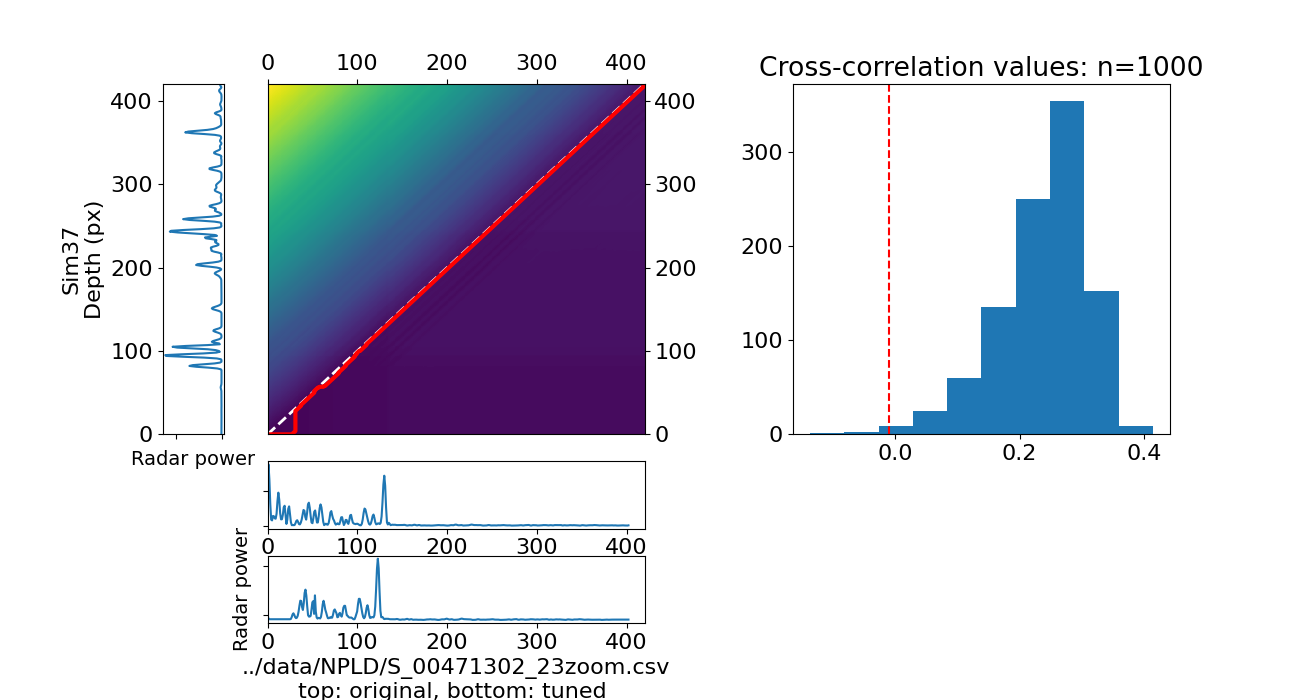 Cross-correlation values: n=1000
0 100 200 300 400
400
300
200
100
0
Sim37
Depth (px)
Radar power
400
300
200
100
0
300
200
100
0
0.0 0.2 0.4
0 100 200 300 400
Radar power
0 100 200 300 400
../data/NPLD/S_00471302_23zoom.csv
top: original, bottom: tuned